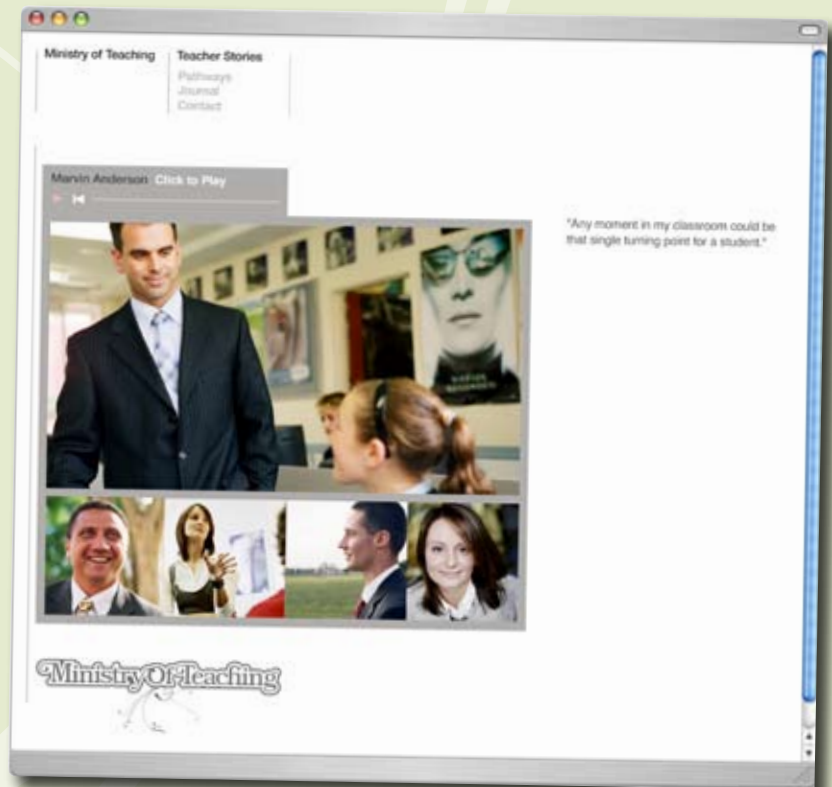 Ministry of Teaching
Teacher Stories
Pathways
Journal
Contact
Marvin Anderson Click to Play
"Any moment in my classroom could be
that single turning point for a student."
MinistryOfTeaching